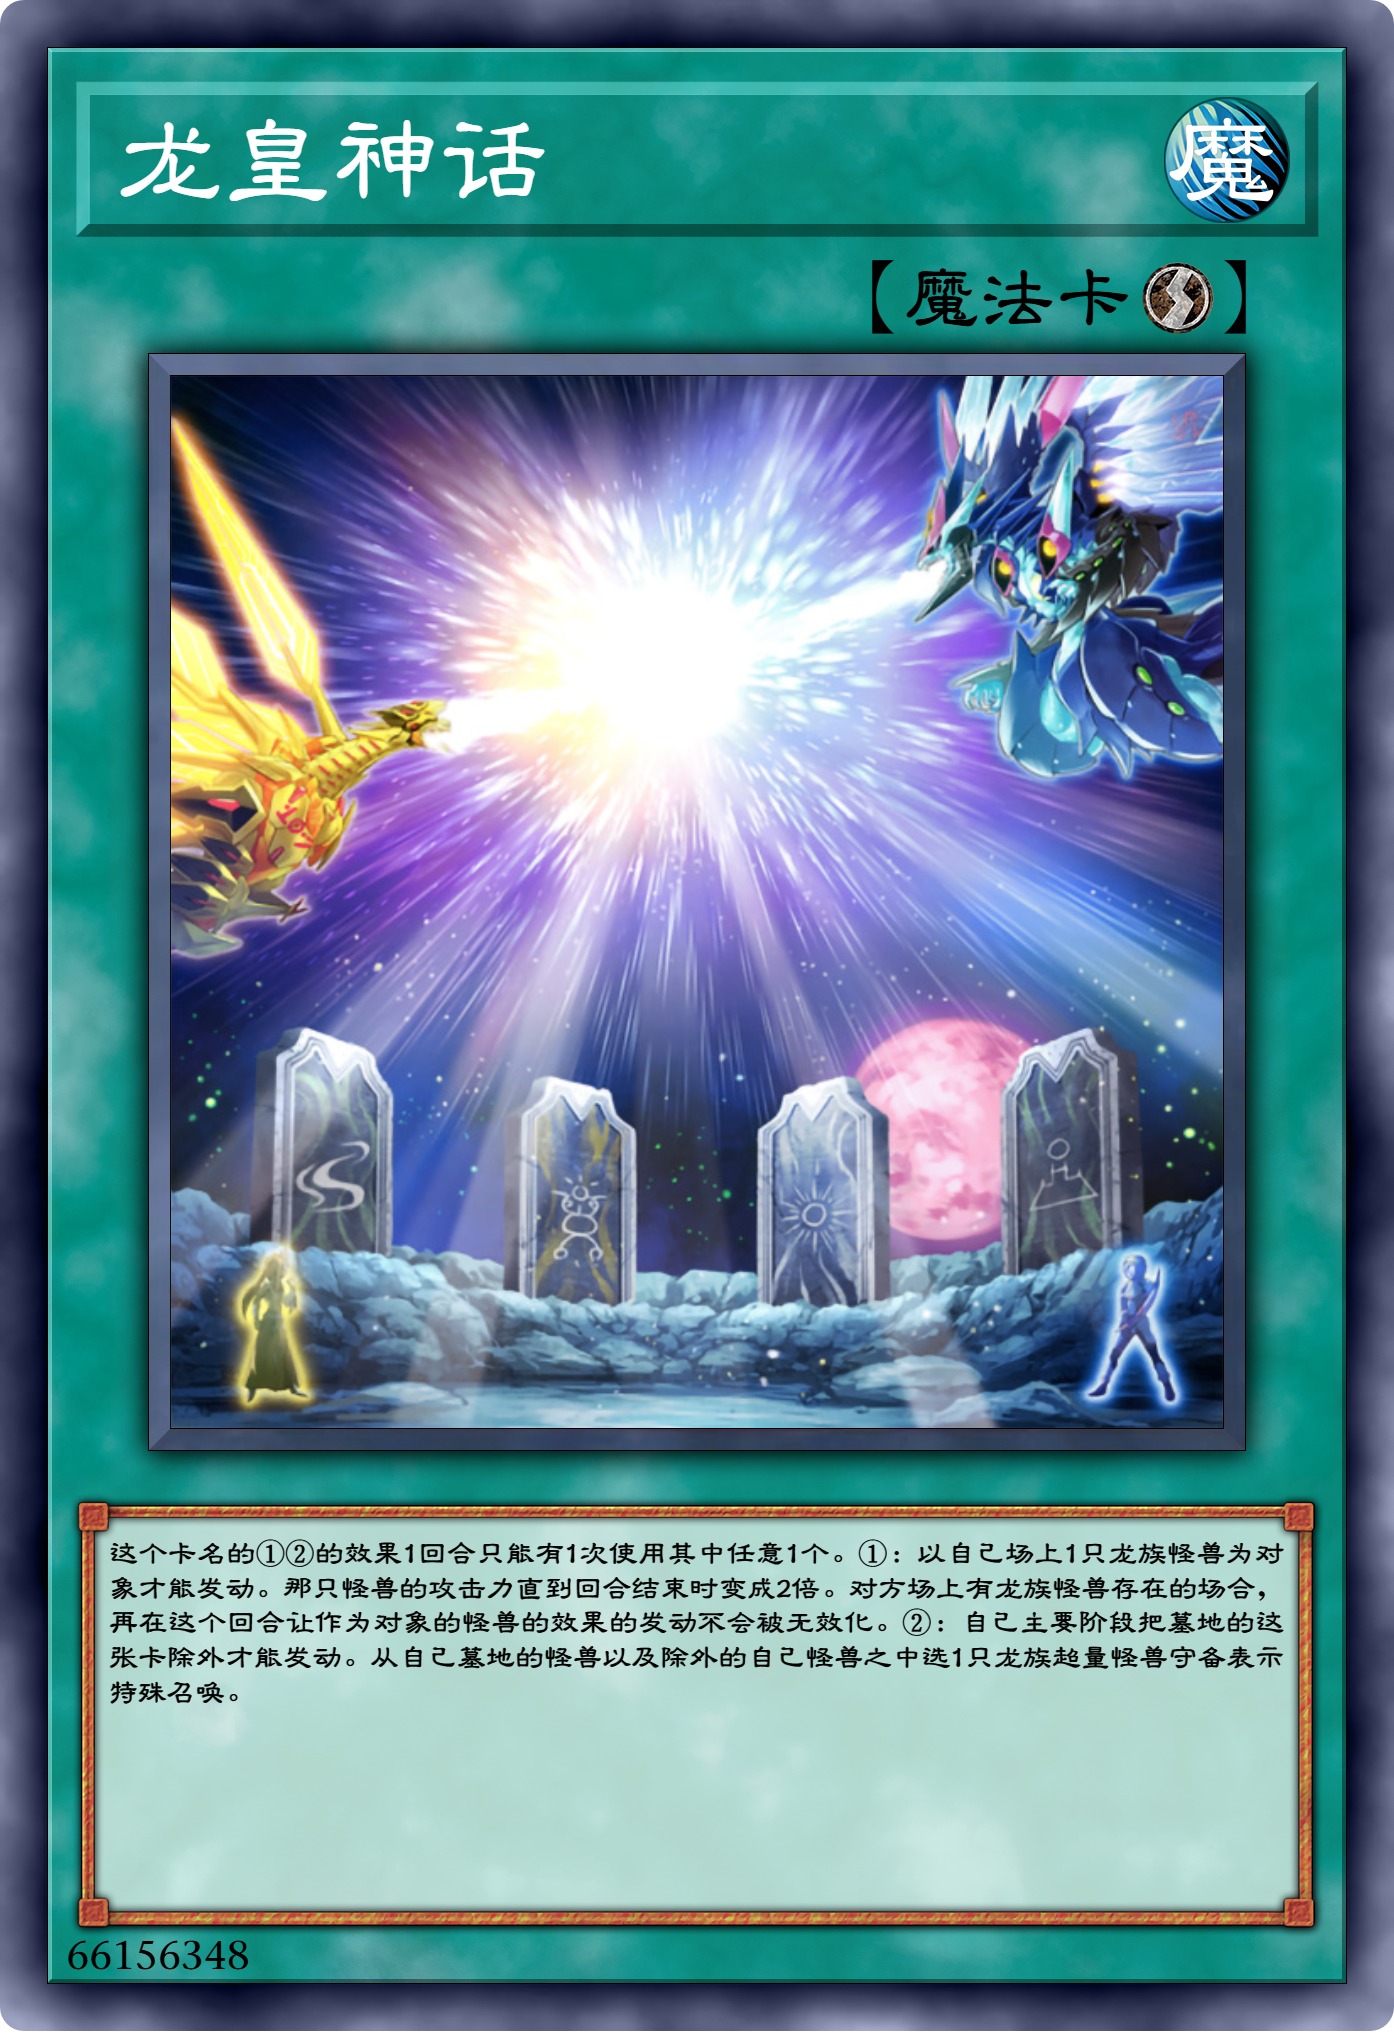 龙皇神话
魔
【魔法卡】
这个卡名的①②的效果1回合只能有1次使用其中任意1个。①：以自己场上1只龙族怪兽为对
象才能发动。那只怪兽的攻击力直到回合结束时变成2倍。对方场上有龙族怪兽存在的场合，
再在这个回合让作为对象的怪兽的效果的发动不会被无效化。②：自己主要阶段把墓地的这
张卡除外才能发动。从自己墓地的怪兽以及除外的自己怪兽之中选1只龙族超量怪兽守备表示
特殊召唤。
66156348